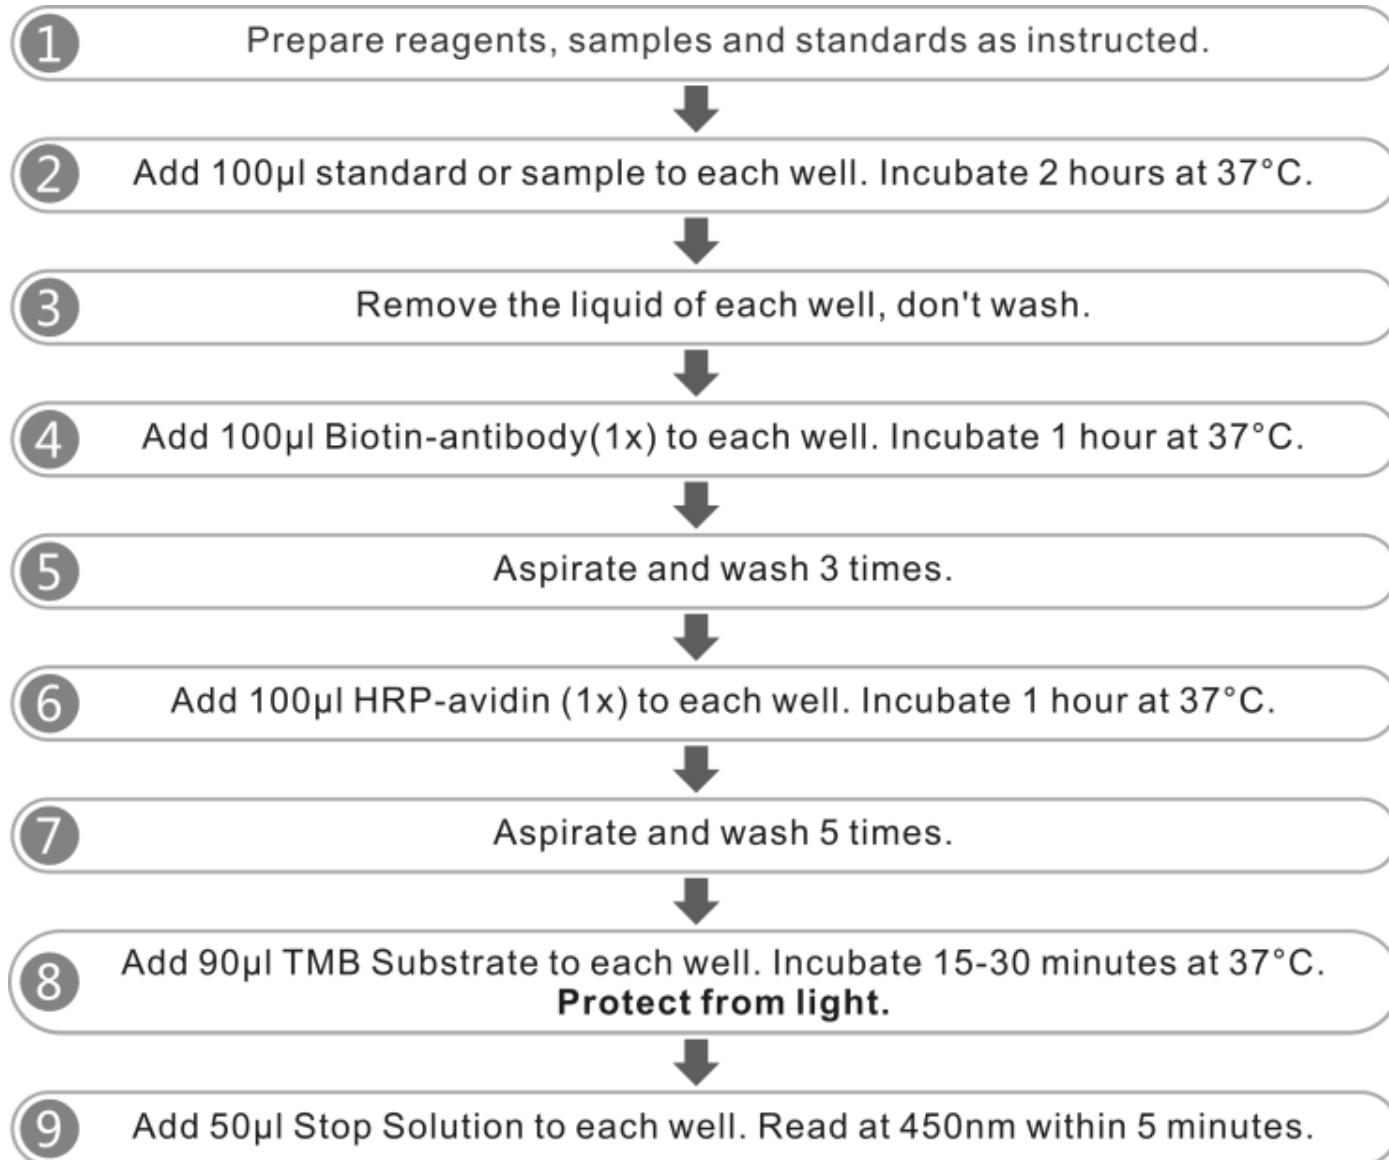 1 Prepare reagents, samples and standards as instructed.
2 Add 100µl standard or sample to each well. Incubate 2 hours at 37°C.
3 Remove the liquid of each well, don't wash.
4 Add 100µl Biotin-antibody(1x) to each well. Incubate 1 hour at 37°C.
5 Aspirate and wash 3 times.
6 Add 100µl HRP-avidin (1x) to each well. Incubate 1 hour at 37°C.
7 Aspirate and wash 5 times.
8 Add 90µl TMB Substrate to each well. Incubate 15-30 minutes at 37°C.
Protect from light.
9 Add 50µl Stop Solution to each well. Read at 450nm within 5 minutes.